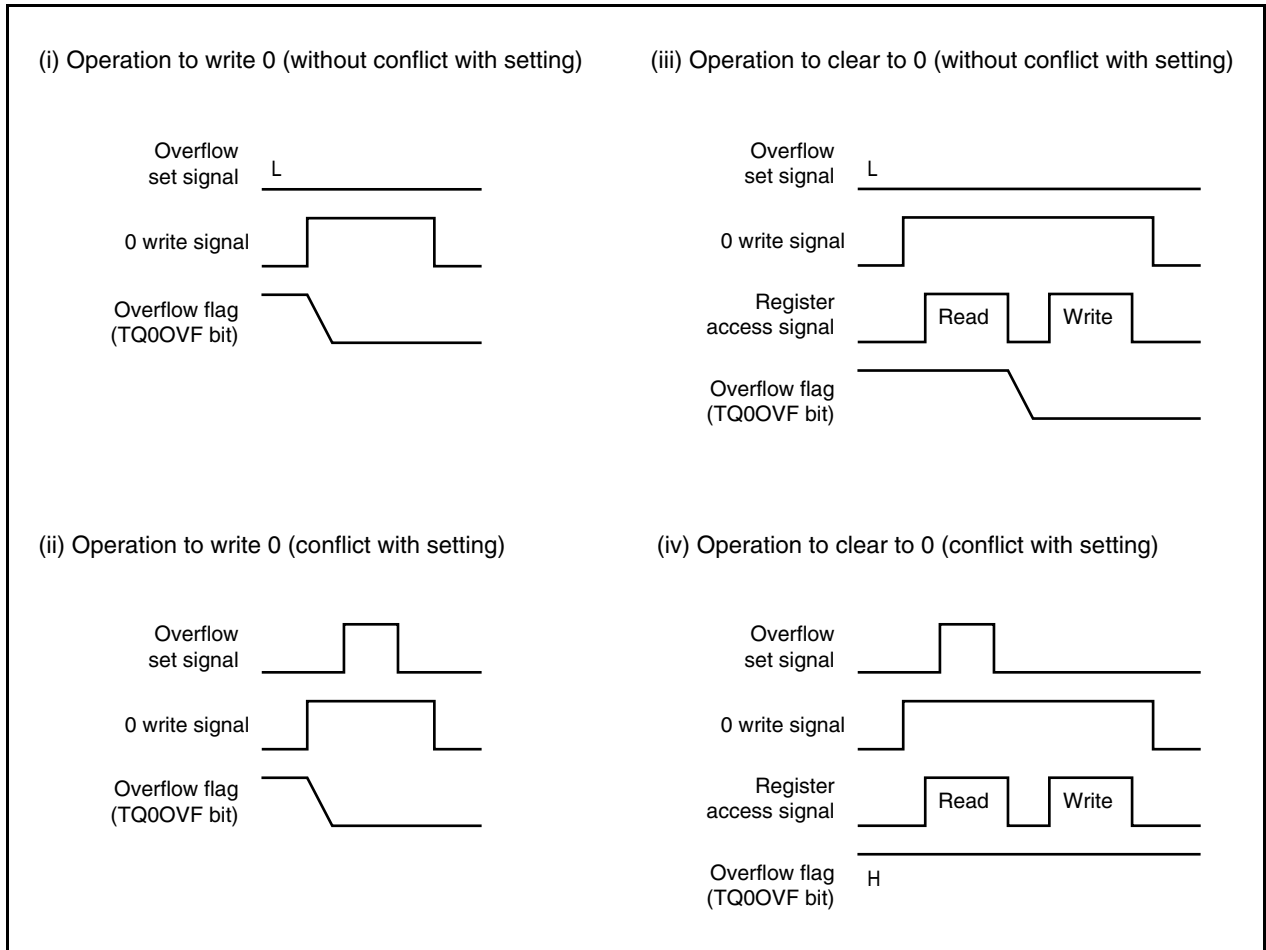 (i) Operation to write 0 (without conflict with setting)
Overflow
set signal
L
0 write signal
Overflow flag
(TQ0OVF bit)
(iii) Operation to clear to 0 (without conflict with setting)
Overflow
set signal
L
0 write signal
Register
access signal
Read
Write
Overflow flag
(TQ0OVF bit)
(ii) Operation to write 0 (conflict with setting)
Overflow
set signal
0 write signal
Overflow flag
(TQ0OVF bit)
(iv) Operation to clear to 0 (conflict with setting)
Overflow
set signal
0 write signal
Register
access signal
Read
Write
Overflow flag
(TQ0OVF bit)
H